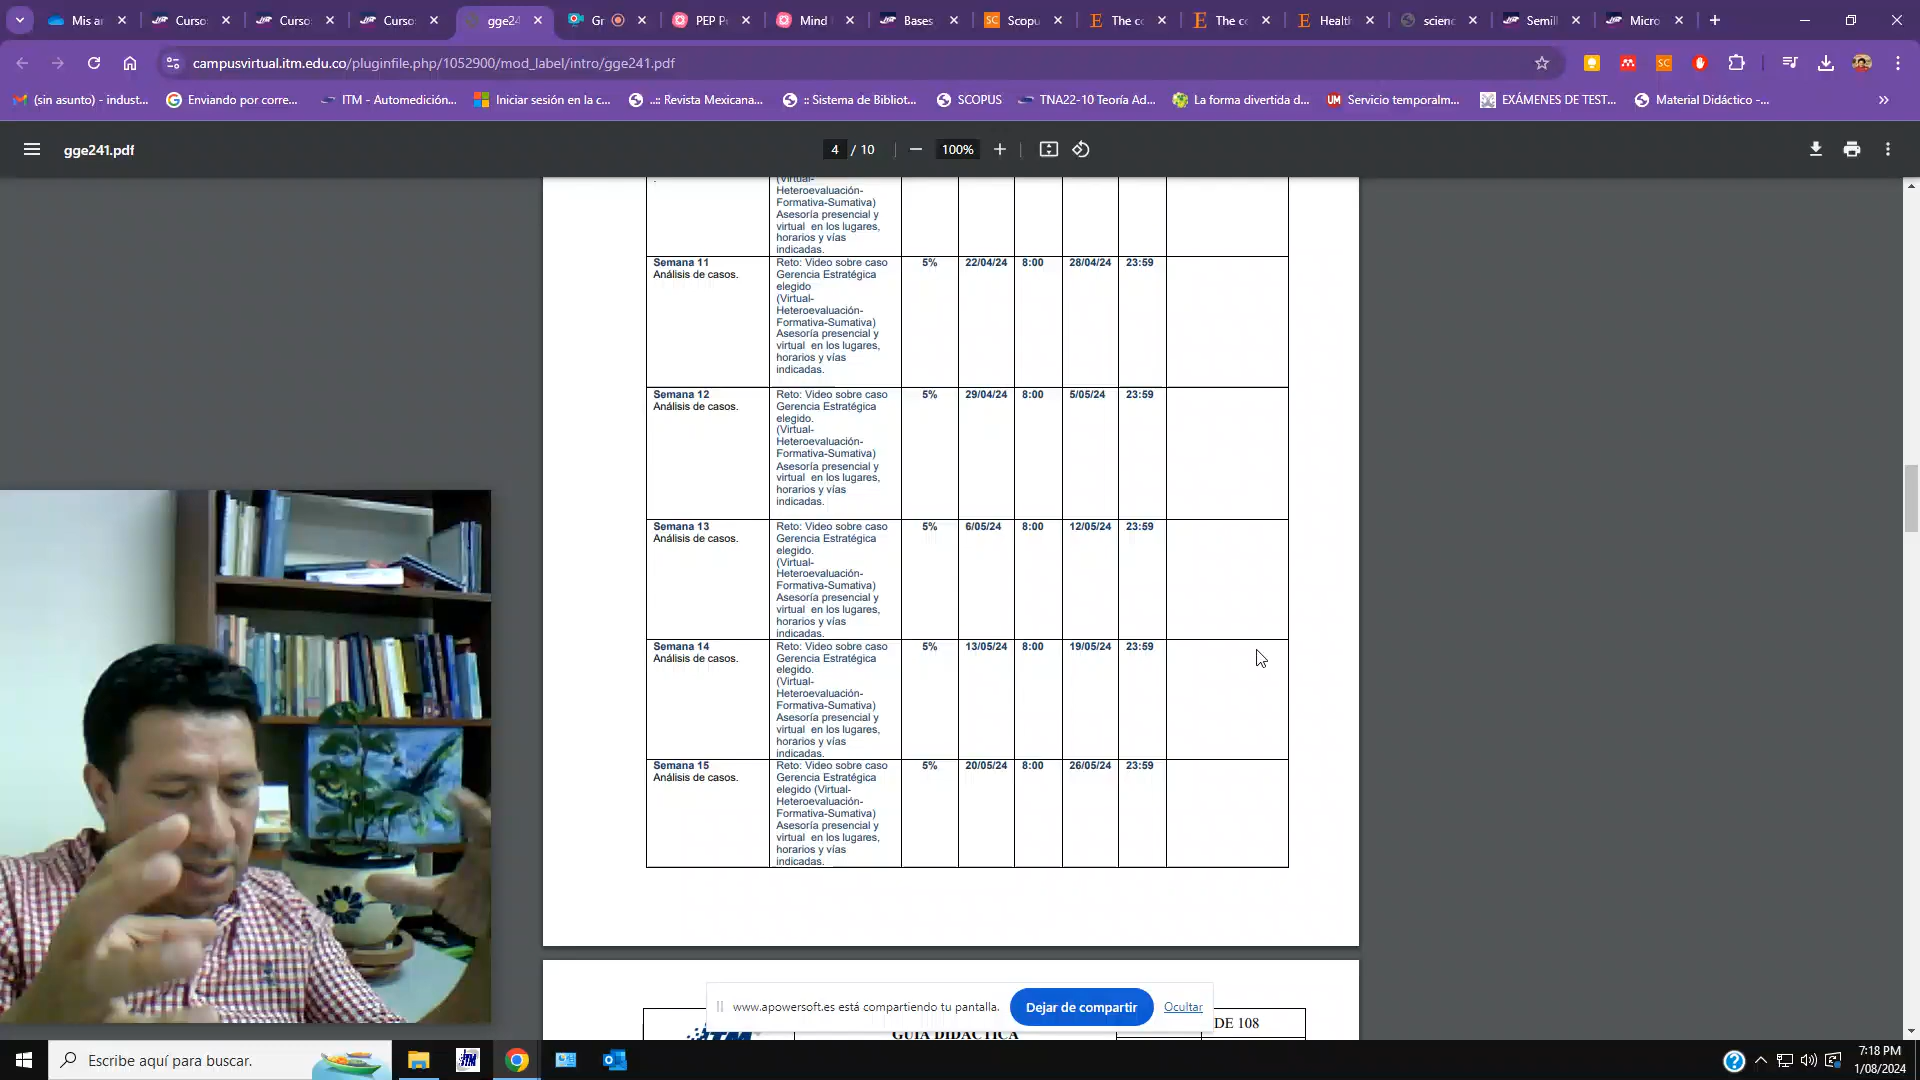 Mis ar
Curso:
Curso:
Curso:
gge24
Gr
PEP P
Mind
Bases
Scopu
The co
The co
Health
scienc
Semill
Micro
campusvirtual.itm.edu.co/pluginfile.php/1052900/mod_label/intro/gge241.pdf
(sin asunto) - indust...
Enviando por corre...
ITM - Automedición...
Iniciar sesión en la c...
..:: Revista Mexicana...
:: Sistema de Bibliot...
SCOPUS
TNA22-10 Teoría Ad...
La forma divertida d...
Servicio temporalm...
EXÁMENES DE TEST...
Material Didáctico -...
gge241.pdf
4 / 10
100%
(Virtual-
Heteroevaluación-
Formativa-Sumativa)
Asesoría presencial y
virtual en los lugares,
horarios y vías
indicadas.
Semana 11
Análisis de casos.
Reto: Video sobre caso
Gerencia Estratégica
elegido
(Virtual-
Heteroevaluación-
Formativa-Sumativa)
Asesoría presencial y
virtual en los lugares,
horarios y vías
indicadas.
5%
22/04/24
8:00
28/04/24
23:59
Semana 12
Análisis de casos.
Reto: Video sobre caso
Gerencia Estratégica
elegido.
(Virtual-
Heteroevaluación-
Formativa-Sumativa)
Asesoría presencial y
virtual en los lugares,
horarios y vías
indicadas.
5%
29/04/24
8:00
5/05/24
23:59
Semana 13
Análisis de casos.
Reto: Video sobre caso
Gerencia Estratégica
elegido.
(Virtual-
Heteroevaluación-
Formativa-Sumativa)
Asesoría presencial y
virtual en los lugares,
horarios y vías
indicadas.
5%
6/05/24
8:00
12/05/24
23:59
Semana 14
Análisis de casos.
Reto: Video sobre caso
Gerencia Estratégica
elegido.
(Virtual-
Heteroevaluación-
Formativa-Sumativa)
Asesoría presencial y
virtual en los lugares,
horarios y vías
indicadas.
5%
13/05/24
8:00
19/05/24
23:59
Semana 15
Análisis de casos.
Reto: Video sobre caso
Gerencia Estratégica
elegido (Virtual-
Heteroevaluación-
Formativa-Sumativa)
Asesoría presencial y
virtual en los lugares,
horarios y vías
indicadas.
5%
20/05/24
8:00
26/05/24
23:59
www.apowersoft.es está compartiendo tu pantalla.
Dejar de compartir
Ocultar
DE 108
GUIA DIDACTICA
Escribe aquí para buscar.
7:18 PM
1/08/2024